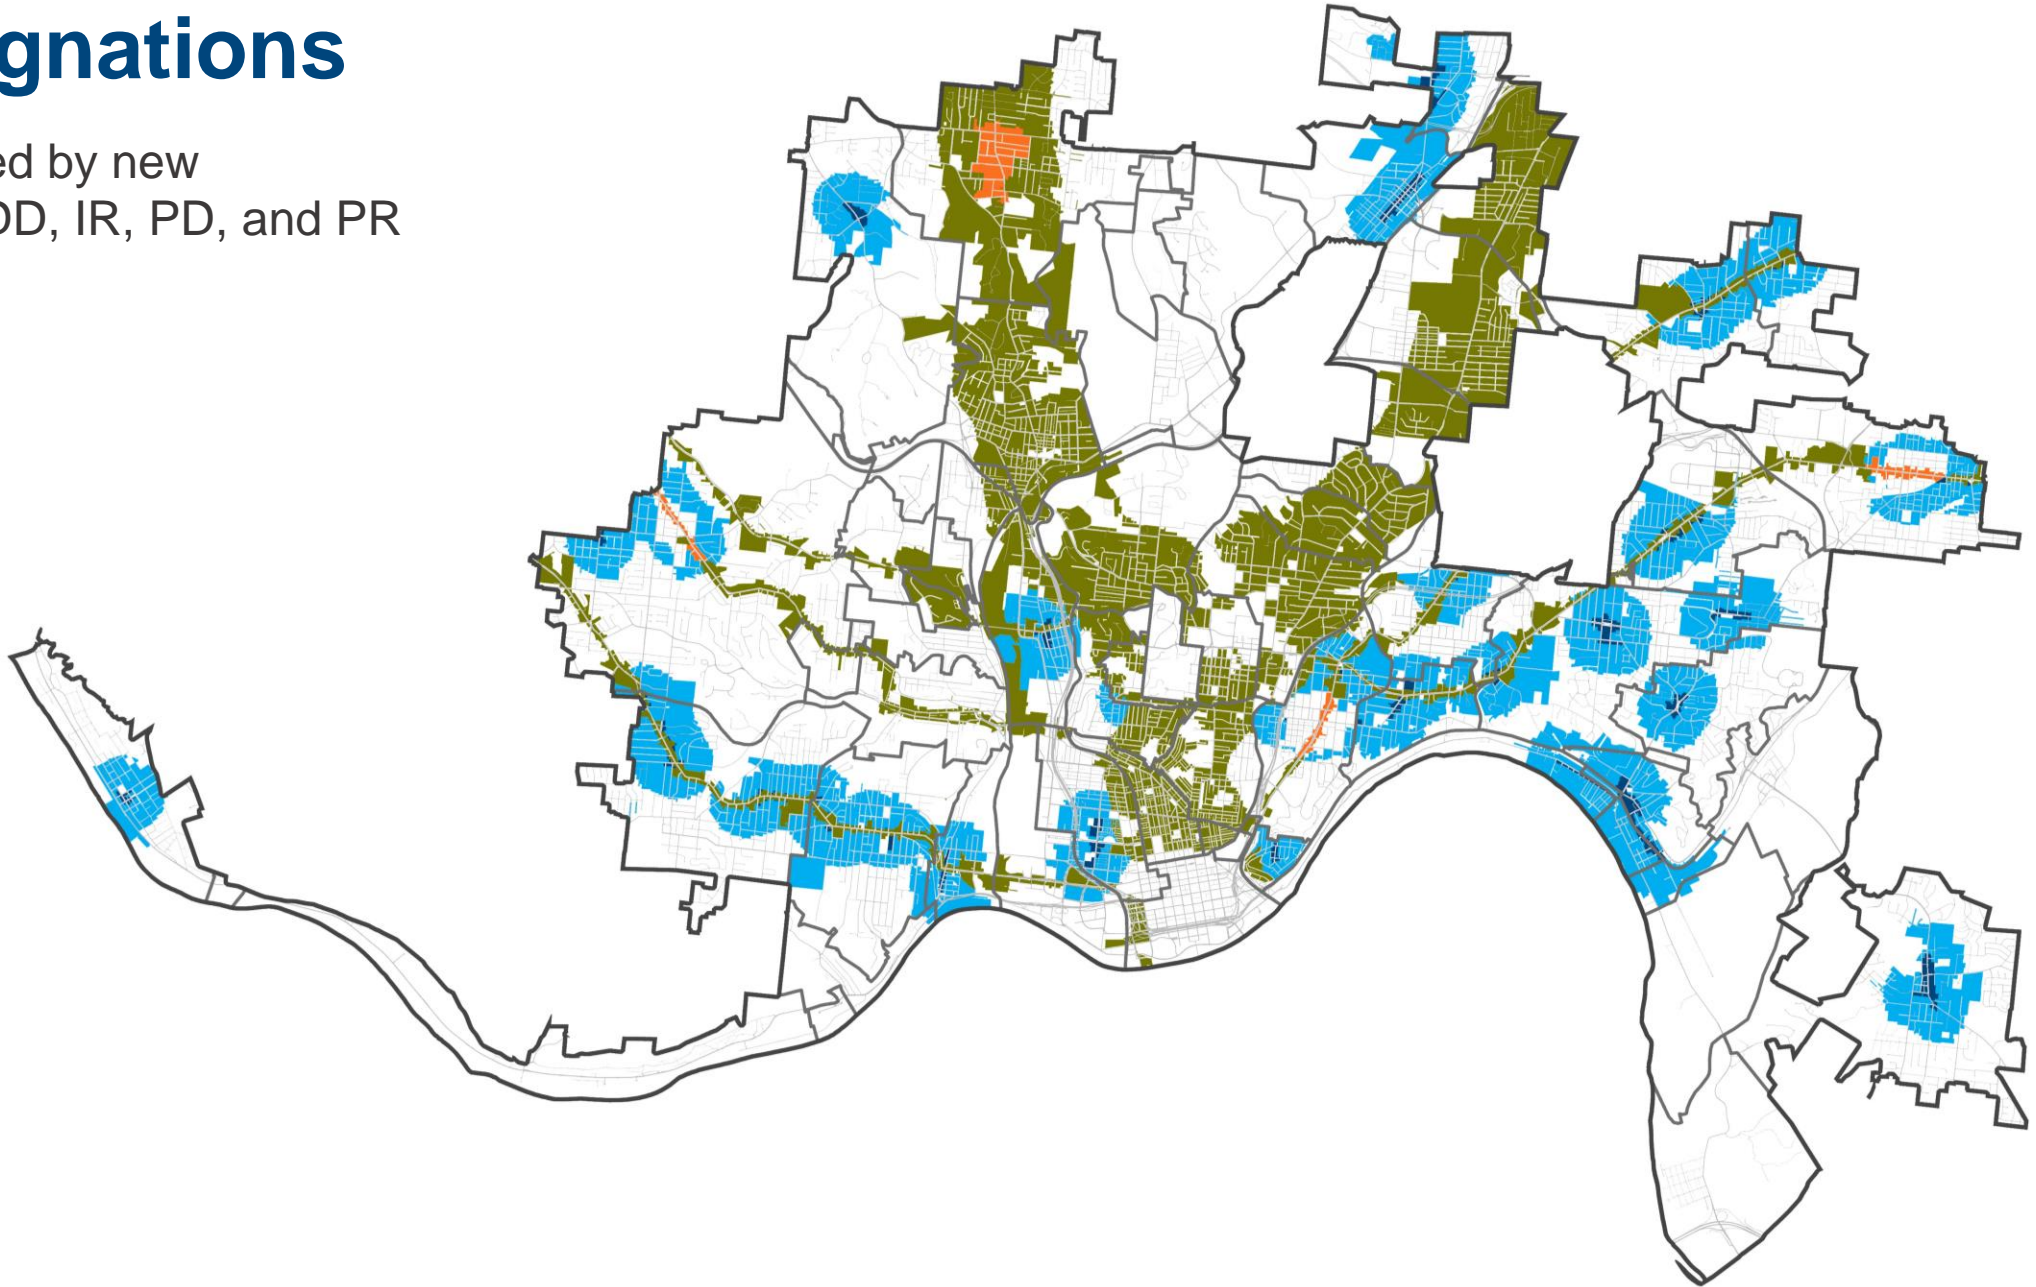 gnations
ed by new
DD, IR, PD, and PR